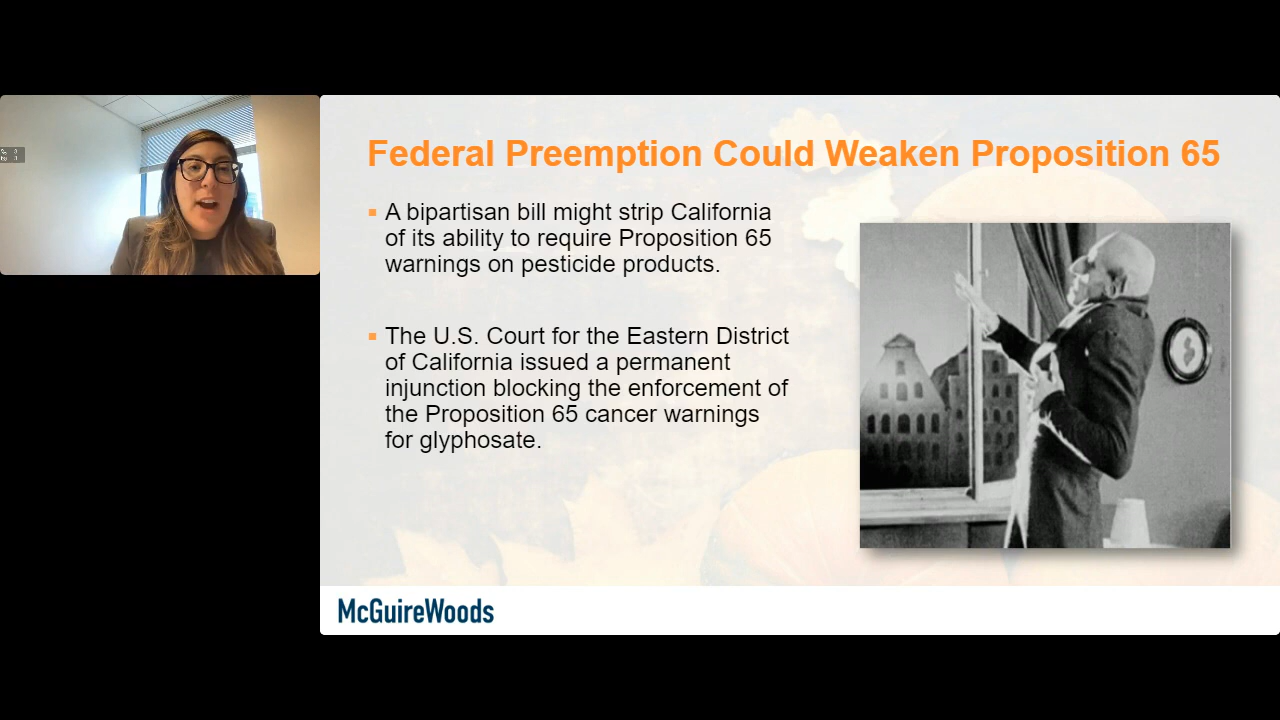 Federal Preemption Could Weaken Proposition 65
A bipartisan bill might strip California
of its ability to require Proposition 65
warnings on pesticide products.
The U.S. Court for the Eastern District
of California issued a permanent
injunction blocking the enforcement of
the Proposition 65 cancer warnings
for glyphosate.
McGuireWoods